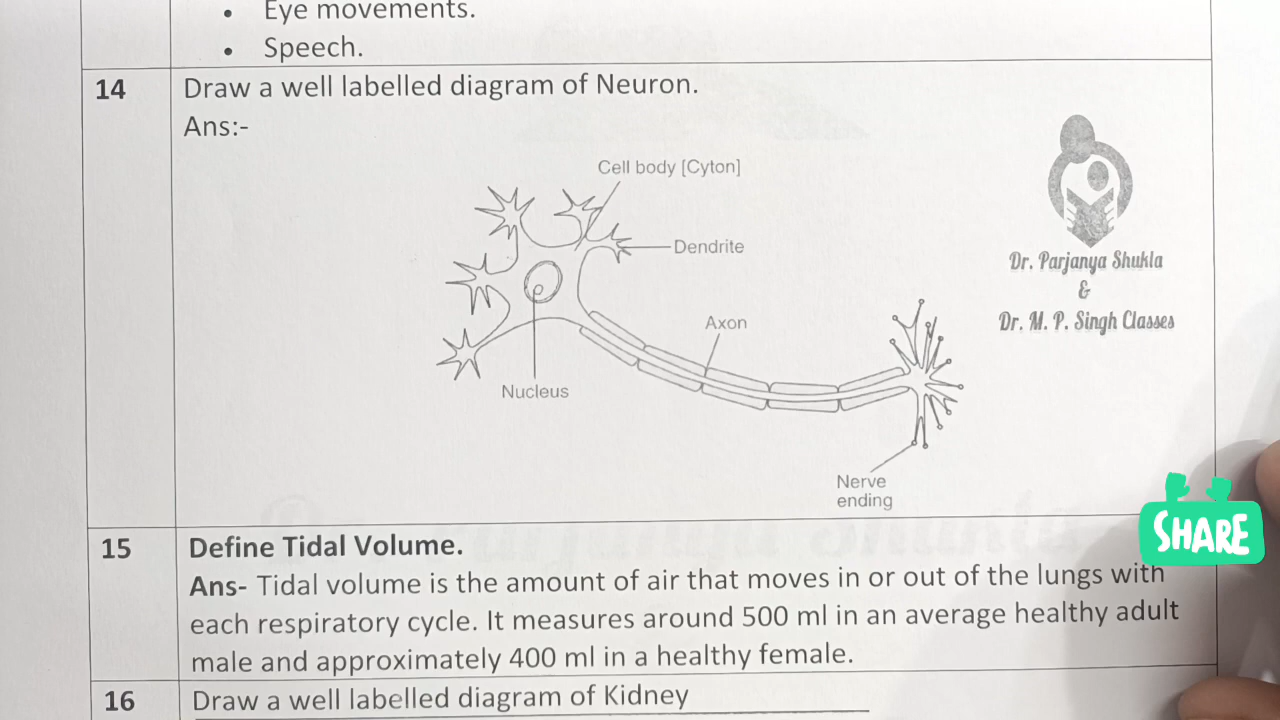 • Eye movements.
• Speech.
14 Draw a well labelled diagram of Neuron.
Ans:-
Cell body [Cyton]
Dendrite
Axon
Nucleus
Nerve
ending
Dr. Parjanya Shukla
&
Dr. M. P. Singh Classes
SHARE
15 Define Tidal Volume.
Ans- Tidal volume is the amount of air that moves in or out of the lungs with
each respiratory cycle. It measures around 500 ml in an average healthy adult
male and approximately 400 ml in a healthy female.
16 Draw a well labelled diagram of Kidney